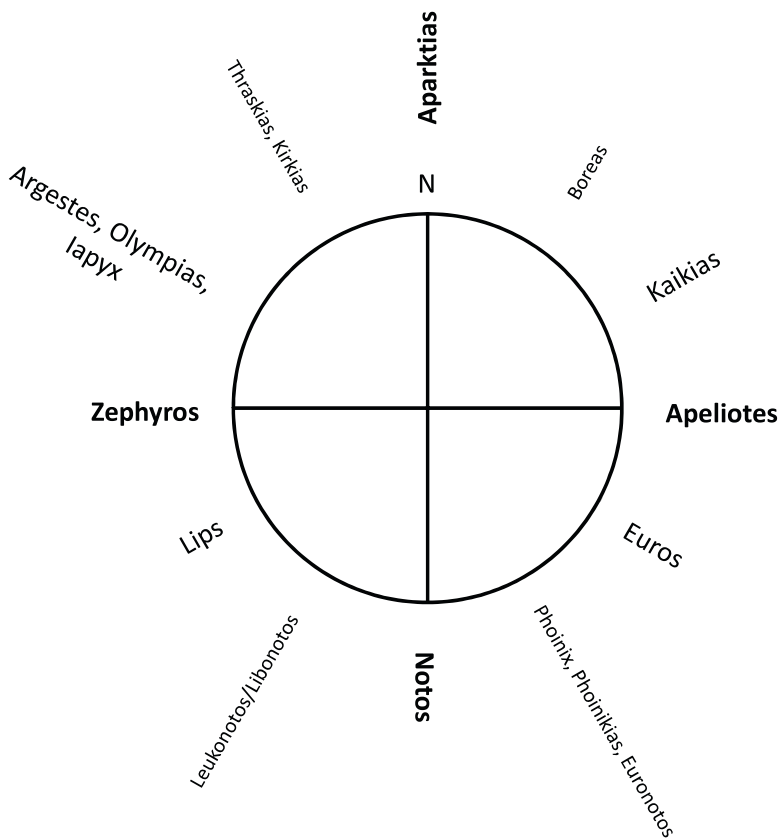 Aparktias
Thraskias, Kirkias
Boreas
N
Argestes, Olympias,
Iapyx
Kaikias
Zephyros
Apeliotes
Lips
Euros
Leukonotos/Libonotos
Notos
Phoinix, Phoinikias, Euronotos